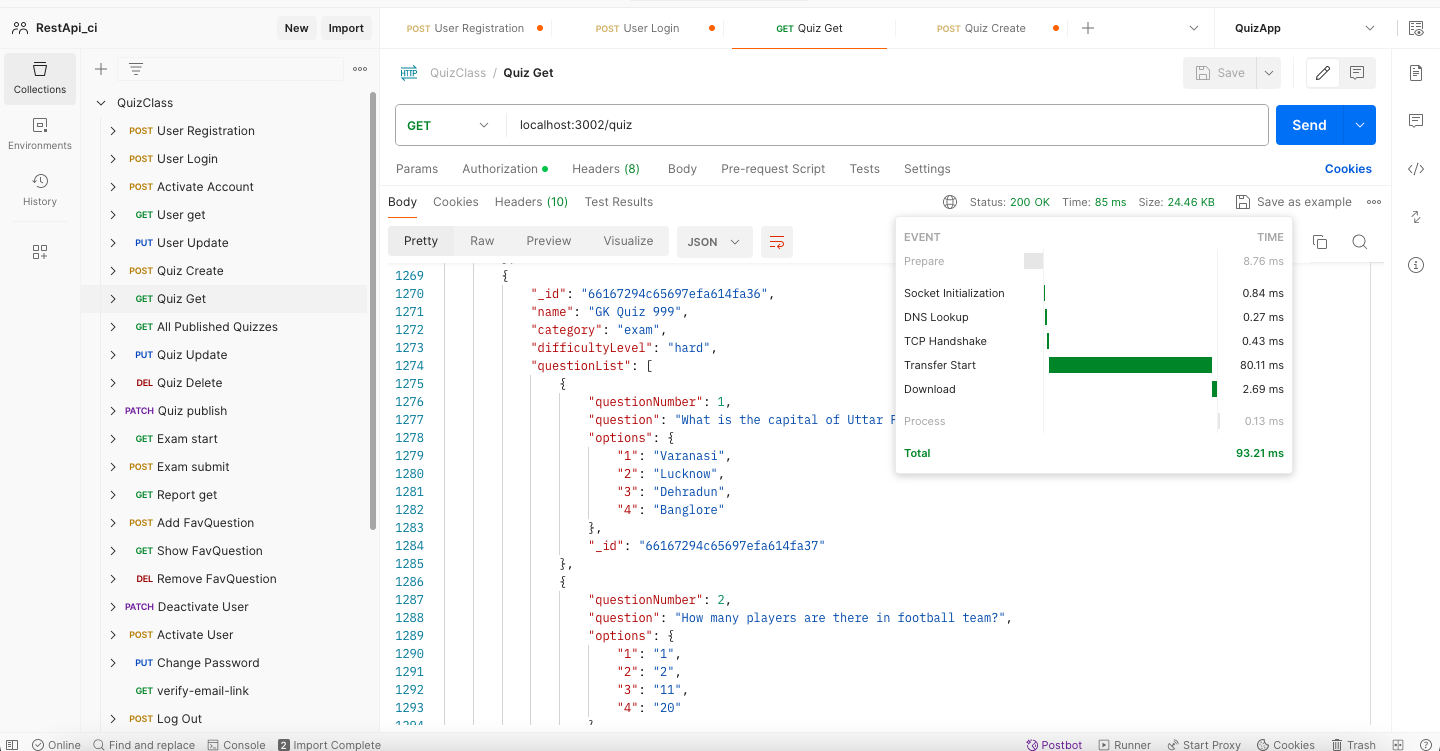 RestApi_ci
New Import
POST User Registration
POST User Login
GET Quiz Get
POST Quiz Create
QuizApp
Collections
Environments
History
QuizClass
POST User Registration
POST User Login
POST Activate Account
GET User get
PUT User Update
POST Quiz Create
GET Quiz Get
GET All Published Quizzes
PUT Quiz Update
DEL Quiz Delete
PATCH Quiz publish
GET Exam start
POST Exam submit
GET Report get
POST Add FavQuestion
GET Show FavQuestion
DEL Remove FavQuestion
PATCH Deactivate User
POST Activate User
PUT Change Password
GET verify-email-link
POST Log Out
HTTP QuizClass / Quiz Get
Save
GET localhost:3002/quiz
Send
Params Authorization Headers (8) Body Pre-request Script Tests Settings Cookies
Body Cookies Headers (10) Test Results
Status: 200 OK Time: 85 ms Size: 24.46 KB Save as example
Pretty Raw Preview Visualize JSON
EVENT TIME
Prepare 8.76 ms
Socket Initialization 0.84 ms
DNS Lookup 0.27 ms
TCP Handshake 0.43 ms
Transfer Start 80.11 ms
Download 2.69 ms
Process 0.13 ms
Total 93.21 ms
1269 {
1270 "_id": "66167294c65697efa614fa36",
1271 "name": "GK Quiz 999",
1272 "category": "exam",
1273 "difficultyLevel": "hard",
1274 "questionList": [
1275 {
1276 "questionNumber": 1,
1277 "question": "What is the capital of Uttar
1278 "options": {
1279 "1": "Varanasi",
1280 "2": "Lucknow",
1281 "3": "Dehradun",
1282 "4": "Banglore"
1283 },
1284 "_id": "66167294c65697efa614fa37"
1285 },
1286 {
1287 "questionNumber": 2,
1288 "question": "How many players are there in football team?",
1289 "options": {
1290 "1": "1",
1291 "2": "2",
1292 "3": "11",
1293 "4": "20"
Online Find and replace Console 2 Import Complete Postbot Runner Start Proxy Cookies Trash